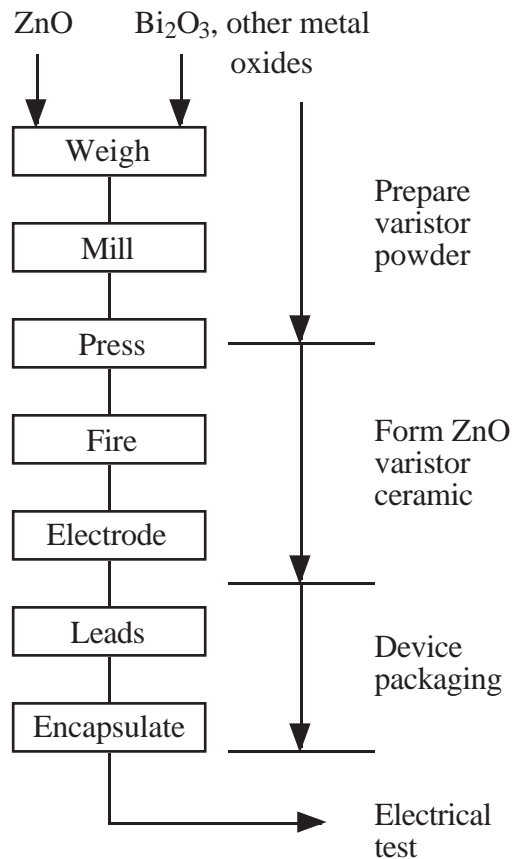 ZnO
Bi₂O₃, other metal
oxides
Weigh
Mill
Press
Fire
Electrode
Leads
Encapsulate
Prepare
varistor
powder
Form ZnO
varistor
ceramic
Device
packaging
Electrical
test